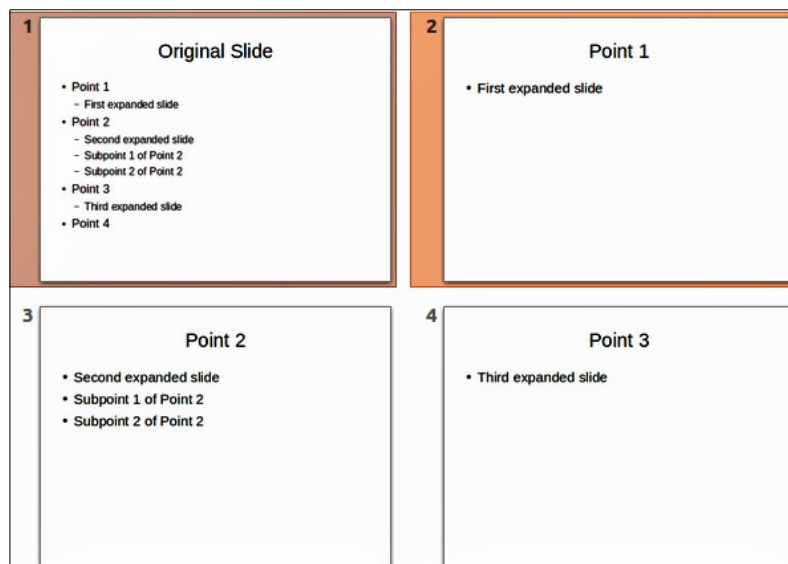 1
Original Slide
• Point 1
– First expanded slide
• Point 2
– Second expanded slide
– Subpoint 1 of Point 2
– Subpoint 2 of Point 2
• Point 3
– Third expanded slide
• Point 4
2
Point 1
• First expanded slide
3
Point 2
• Second expanded slide
• Subpoint 1 of Point 2
• Subpoint 2 of Point 2
4
Point 3
• Third expanded slide